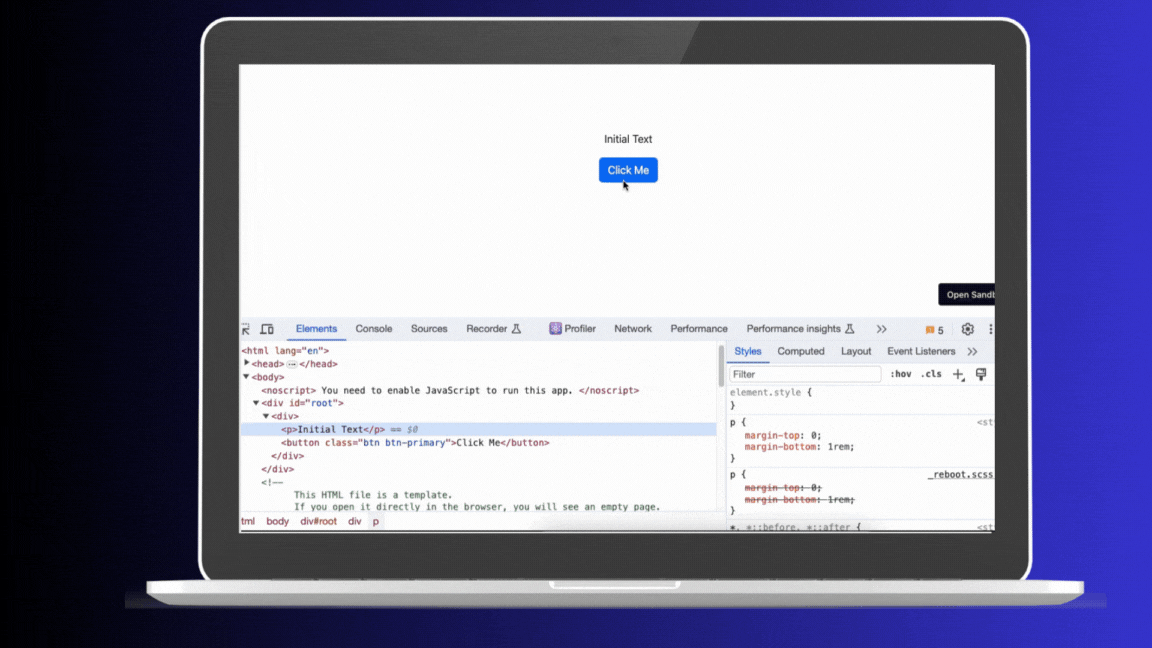 Initial Text
Click Me
Open Sandb
Elements Console Sources Recorder Profiler Network Performance Performance insights 5
<html lang="en">
<head> … </head>
<body>
<noscript> You need to enable JavaScript to run this app. </noscript>
<div id="root">
<div>
<p>Initial Text</p> == $0
<button class="btn btn-primary">Click Me</button>
</div>
</div>
<!--
This HTML file is a template.
If you open it directly in the browser, you will see an empty page.
tml body div#root div p
Styles Computed Layout Event Listeners
Filter :hov .cls
element.style {
}
p { <st
margin-top: 0;
margin-bottom: 1rem;
}
p { _reboot.scss
margin-top: 0;
margin-bottom: 1rem;
}
*, *::before, *::after { <st